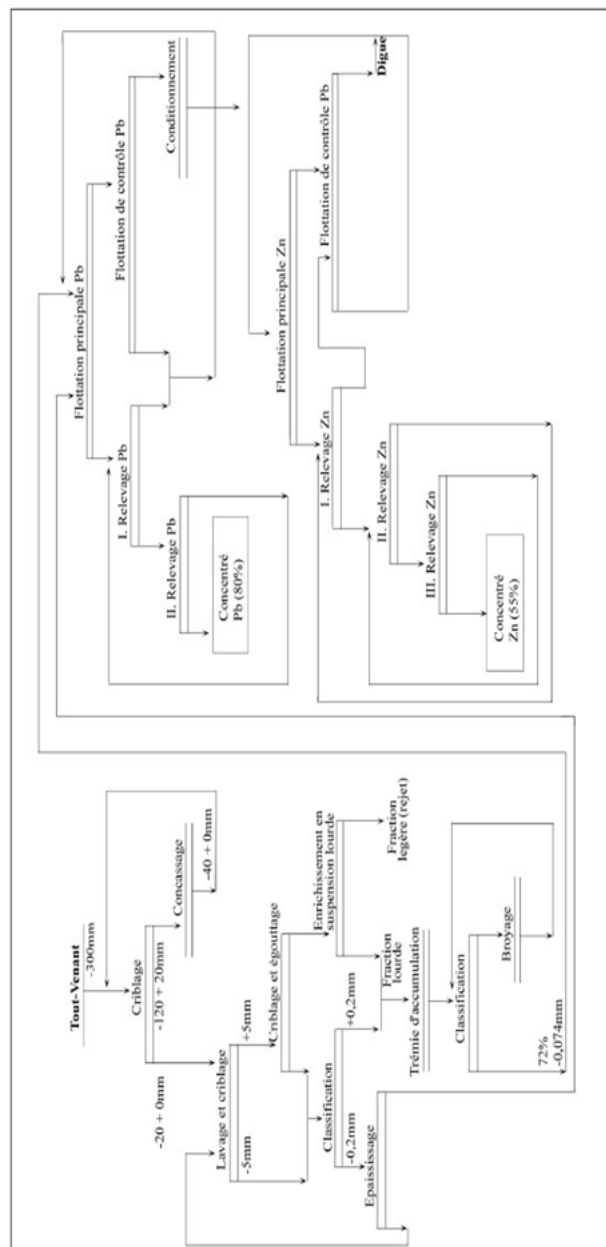 Tout-Venant
-300mm
Criblage
-20 + 0mm
-120 + 20mm
Concassage
-40 + 0mm
Lavage et criblage
-5mm
+5mm
Criblage et égouttage
Enrichissement en
suspension lourde
Classification
-0,2mm
+0,2mm
Fraction
lourde
Fraction
legère (rejet)
Epaississage
Trémie d'accumulation
Classification
Broyage
72%
-0,074mm
Flottation principale Pb
I. Relevage Pb
Flottation de contrôle Pb
II. Relevage Pb
Conditionnement
Concentré
Pb (80%)
Flottation principale Zn
I. Relevage Zn
Flottation de contrôle Pb
II. Relevage Zn
Digue
III. Relevage Zn
Concentré
Zn (55%)